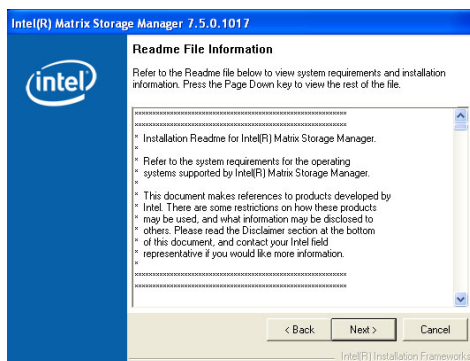 Intel(R) Matrix Storage Manager 7.5.0.1017
intel
Readme File Information
Refer to the Readme file below to view system requirements and installation
information. Press the Page Down key to view the rest of the file.
* Installation Readme for Intel(R) Matrix Storage Manager.
*
* Refer to the system requirements for the operating
* systems supported by Intel(R) Matrix Storage Manager.
*
* This document makes references to products developed by
* Intel. There are some restrictions on how these products
* may be used, and what information may be disclosed to
* others. Please read the Disclaimer section at the bottom
* of this document, and contact your Intel field
* representative if you would like more information.
*
< Back Next > Cancel
Intel(R) Installation Frameworks